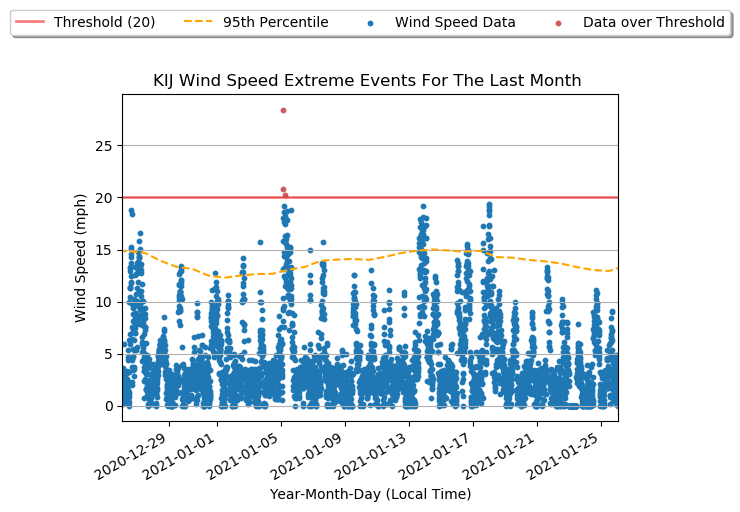 Threshold (20) 95th Percentile Wind Speed Data Data over Threshold
KIJ Wind Speed Extreme Events For The Last Month
Wind Speed (mph)
25
20
15
10
5
0
2020-12-29 2021-01-01 2021-01-05 2021-01-09 2021-01-13 2021-01-17 2021-01-21 2021-01-25
Year-Month-Day (Local Time)